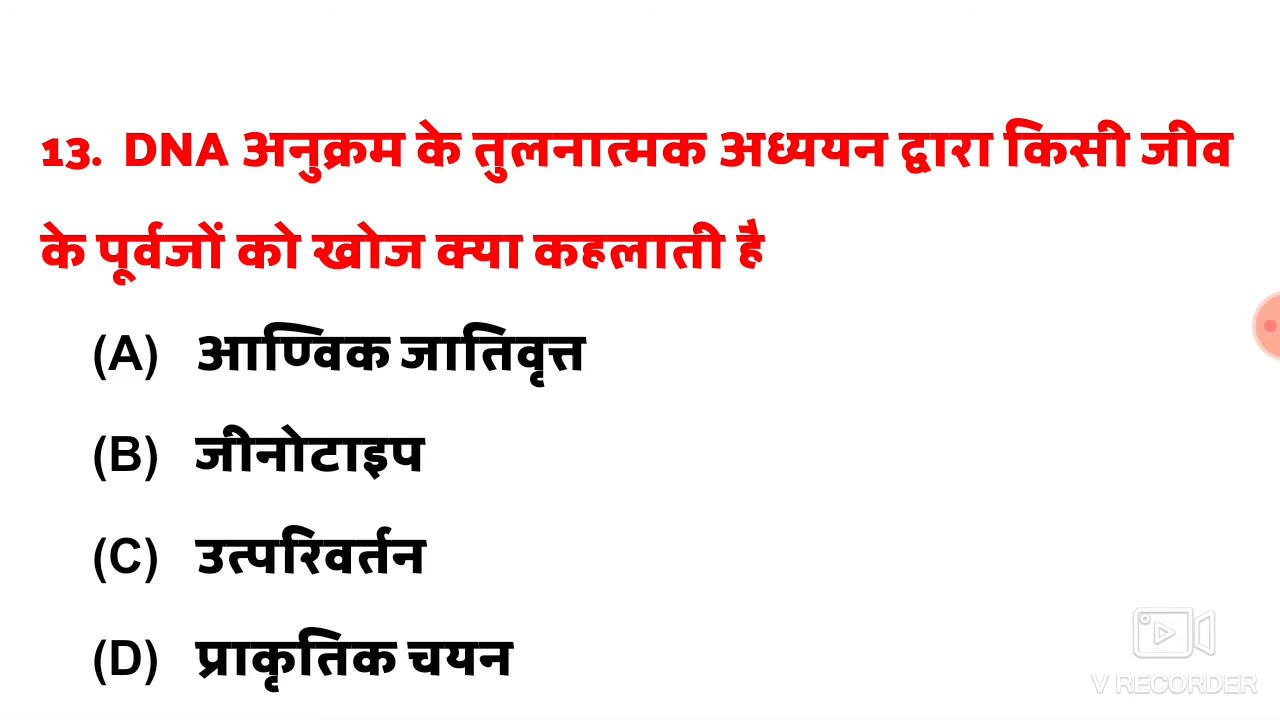 13. DNA अनुक्रम के तुलनात्मक अध्ययन द्वारा किसी जीव
के पूर्वजों को खोज क्या कहलाती है
(A) आण्विक जातिवृत्त
(B) जीनोटाइप
(C) उत्परिवर्तन
(D) प्राकृतिक चयन
V RECORDER